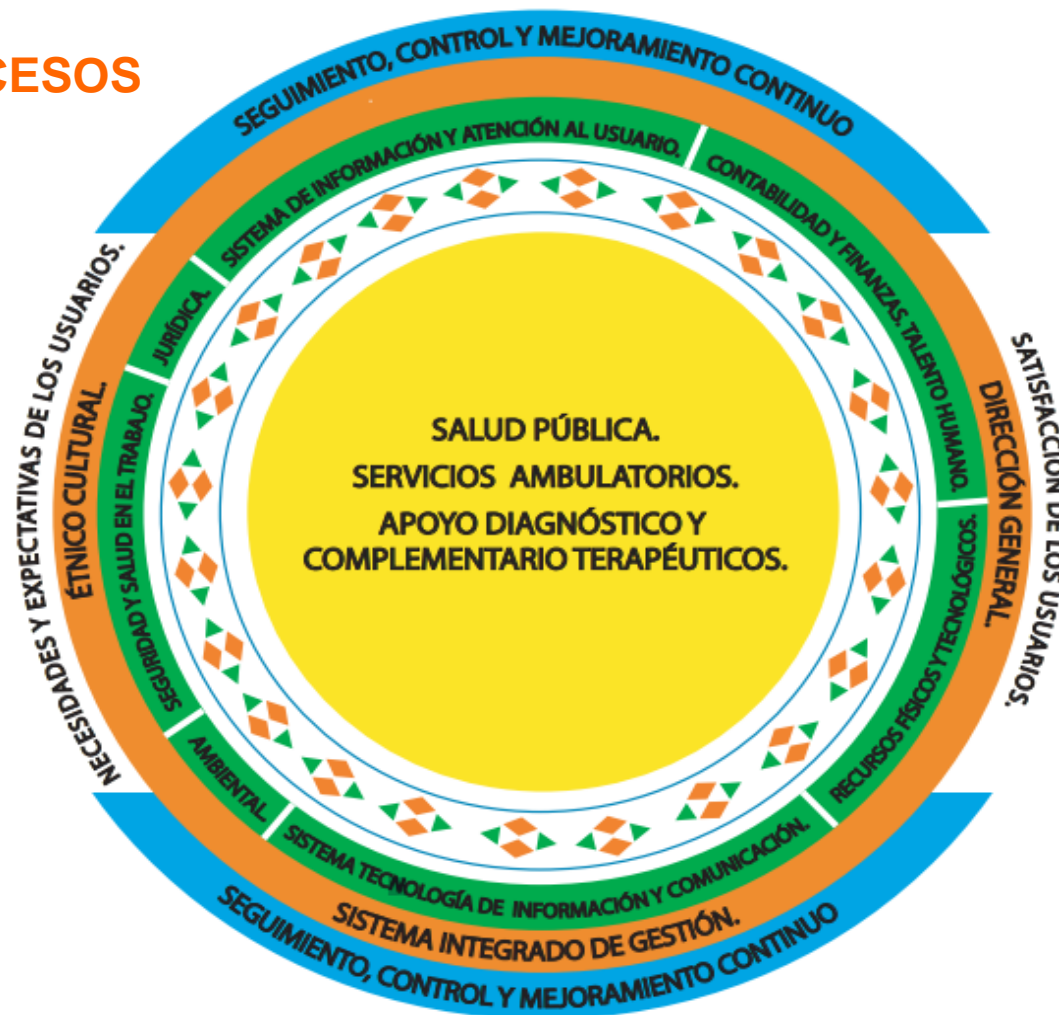 CESOS
SEGUIMIENTO, CONTROL Y MEJORAMIENTO CONTINUO
SISTEMA DE INFORMACIÓN Y ATENCIÓN AL USUARIO.
CONTABILIDAD Y FINANZAS. TALENTO HUMANO.
JURÍDICA.
NECESIDADES Y EXPECTATIVAS DE LOS USUARIOS.
ÉTNICO CULTURAL.
SEGURIDAD Y SALUD EN EL TRABAJO.
SALUD PÚBLICA.
SERVICIOS AMBULATORIOS.
APOYO DIAGNÓSTICO Y
COMPLEMENTARIO TERAPÉUTICOS.
DIRECCIÓN GENERAL.
SATISFACCIÓN DE LOS USUARIOS.
RECURSOS FÍSICOS Y TECNOLÓGICOS.
AMBIENTAL.
SISTEMA TECNOLOGÍA DE INFORMACIÓN Y COMUNICACIÓN.
SISTEMA INTEGRADO DE GESTIÓN.
SEGUIMIENTO, CONTROL Y MEJORAMIENTO CONTINUO